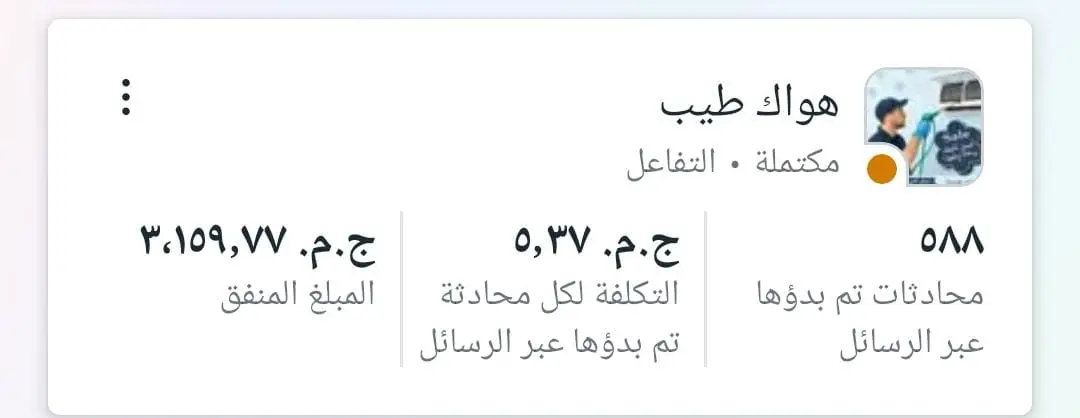 هواك طيب
مكتملة • التفاعل
٥٨٨
محادثات تم بدؤها
عبر الرسائل
ج.م. ٥,٣٧
التكلفة لكل محادثة
تم بدؤها عبر الرسائل
ج.م. ٣،١٥٩,٧٧
المبلغ المنفق